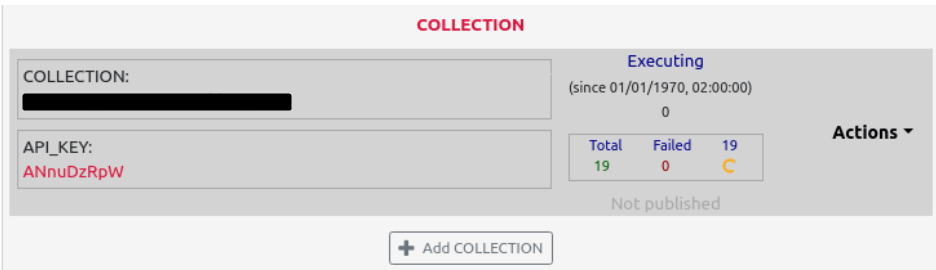 COLLECTION
COLLECTION:
API_KEY:
ANnuDzRpW
Executing
(since 01/01/1970, 02:00:00)
0
Total Failed 19
19 0
Not published
Actions
Add COLLECTION